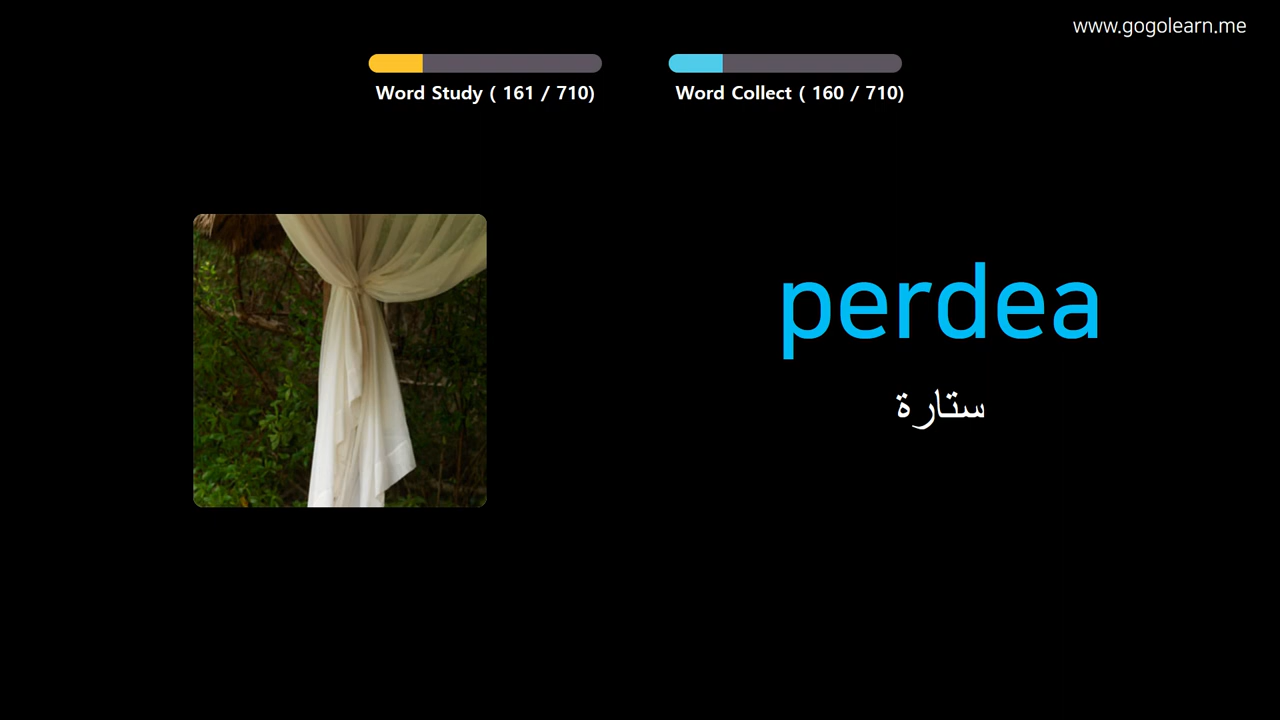 www.gogolearn.me
Word Study ( 161 / 710)
Word Collect ( 160 / 710)
perdea
ستارة